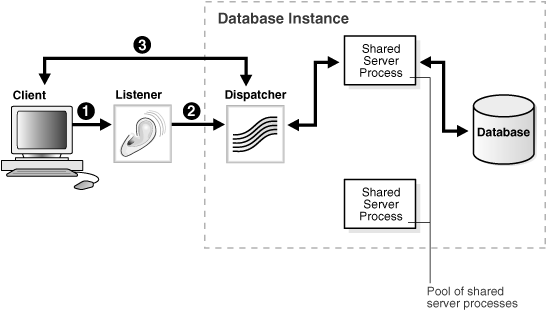 Database Instance
3
Shared
Server
Process
Client
Listener
Dispatcher
1
2
Database
Shared
Server
Process
Pool of shared
server processes